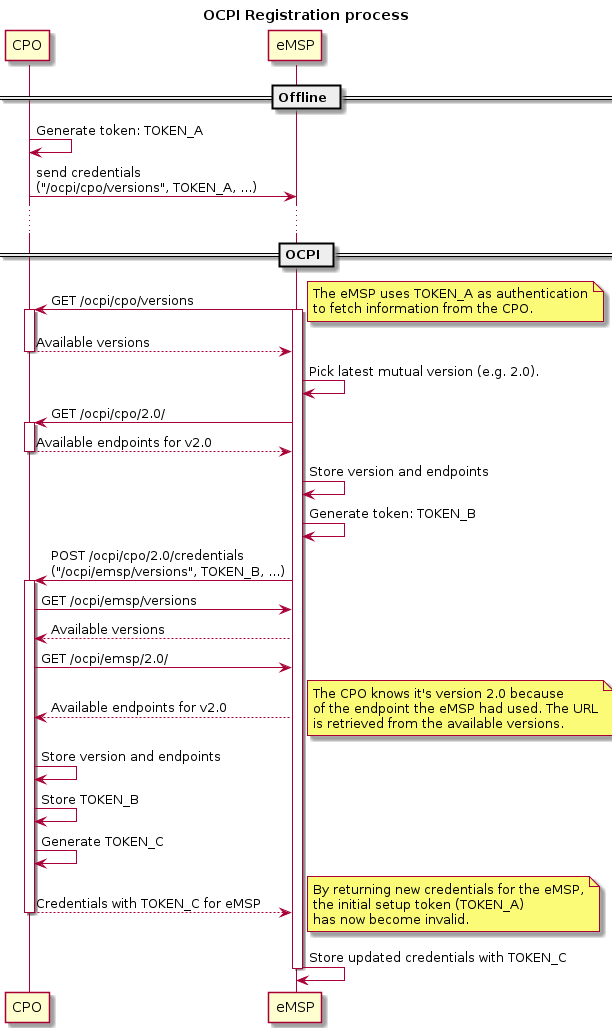 OCPI Registration process
CPO
eMSP
Offline
Generate token: TOKEN_A
send credentials
("/ocpi/cpo/versions", TOKEN_A, ...)
OCPI
GET /ocpi/cpo/versions
The eMSP uses TOKEN_A as authentication
to fetch information from the CPO.
Available versions
Pick latest mutual version (e.g. 2.0).
GET /ocpi/cpo/2.0/
Available endpoints for v2.0
Store version and endpoints
Generate token: TOKEN_B
POST /ocpi/cpo/2.0/credentials
("/ocpi/emsp/versions", TOKEN_B, ...)
GET /ocpi/emsp/versions
Available versions
GET /ocpi/emsp/2.0/
Available endpoints for v2.0
The CPO knows it's version 2.0 because
of the endpoint the eMSP had used. The URL
is retrieved from the available versions.
Store version and endpoints
Store TOKEN_B
Generate TOKEN_C
Credentials with TOKEN_C for eMSP
By returning new credentials for the eMSP,
the initial setup token (TOKEN_A)
has now become invalid.
Store updated credentials with TOKEN_C
CPO
eMSP